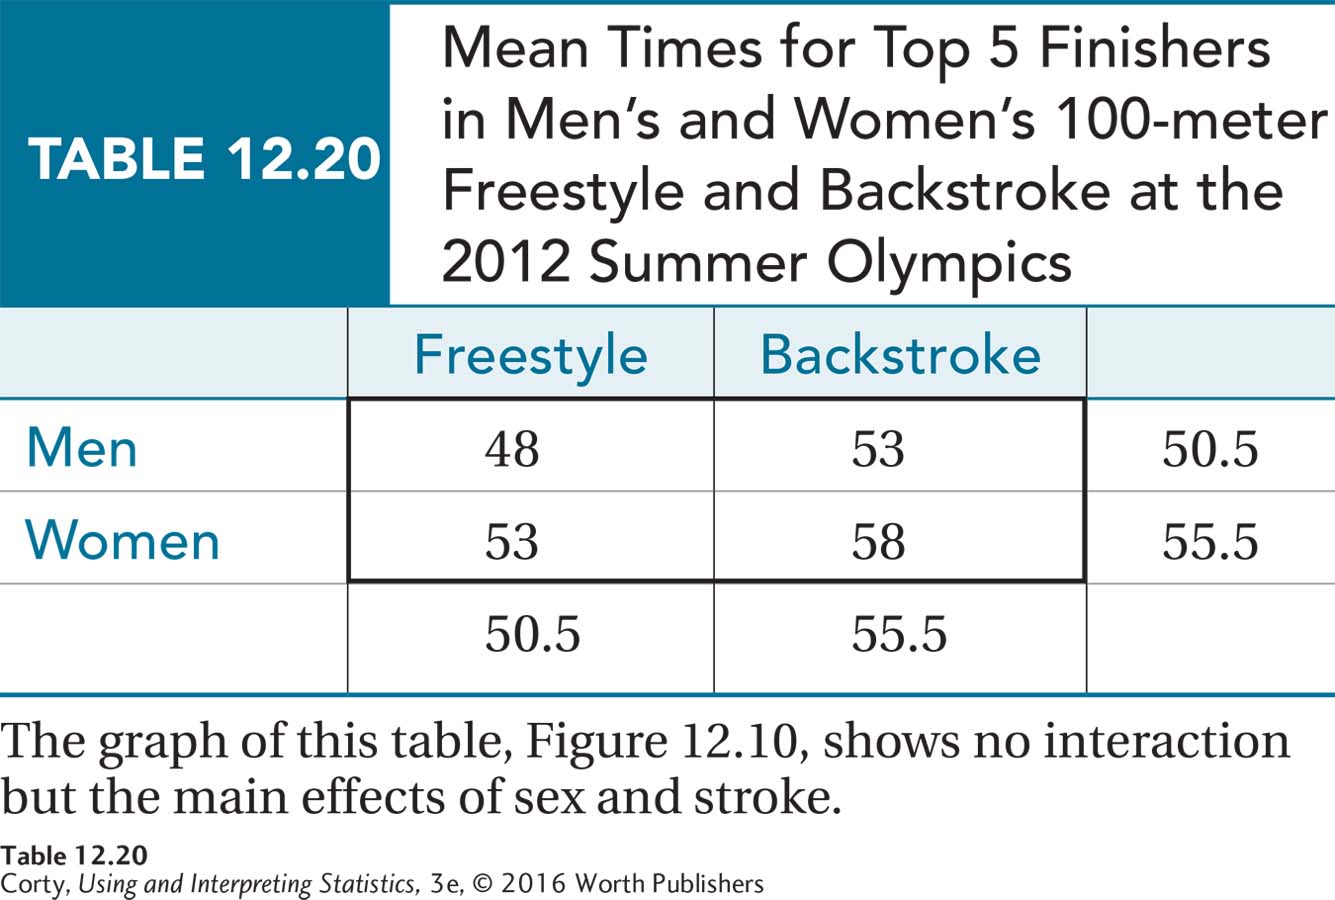 TABLE 12.20
Mean Times for Top 5 Finishers
in Men’s and Women’s 100-meter
Freestyle and Backstroke at the
2012 Summer Olympics
Freestyle Backstroke
Men 48 53 50.5
Women 53 58 55.5
50.5 55.5
The graph of this table, Figure 12.10, shows no interaction
but the main effects of sex and stroke.
Table 12.20
Corty, Using and Interpreting Statistics, 3e, © 2016 Worth Publishers